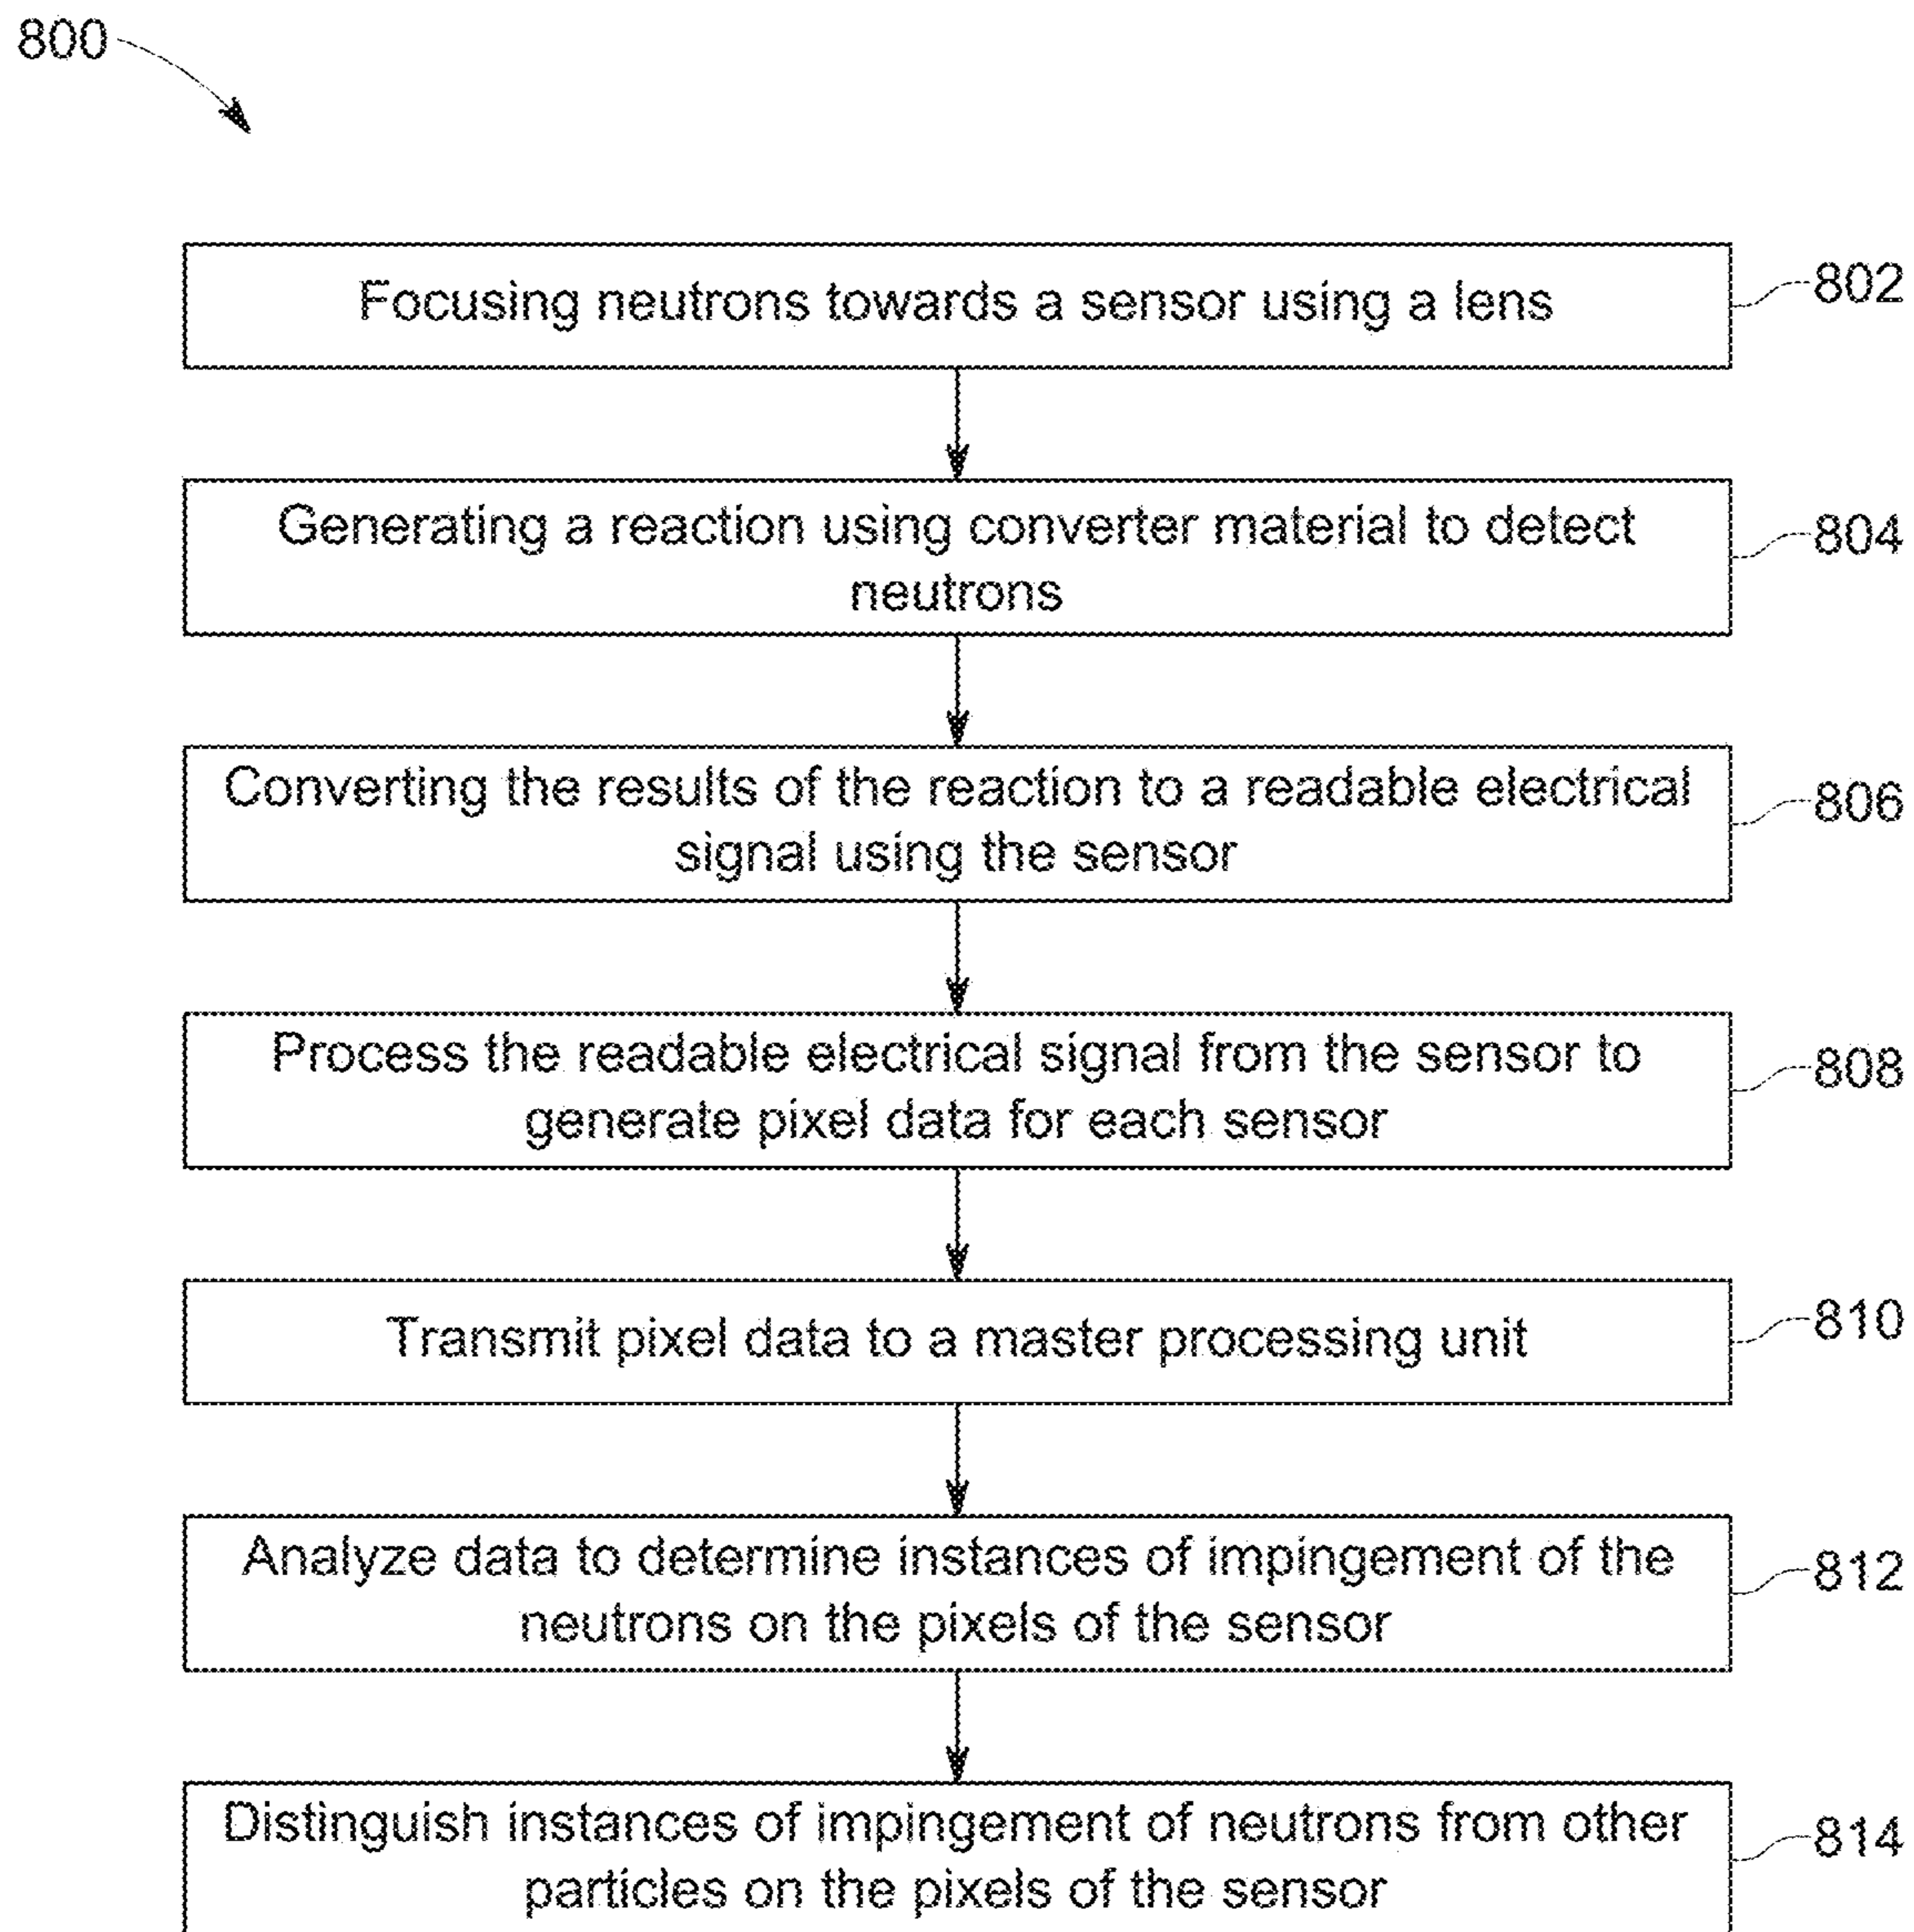 800
Focusing neutrons towards a sensor using a lens
802
Generating a reaction using converter material to detect
neutrons
804
Converting the results of the reaction to a readable electrical
signal using the sensor
806
Process the readable electrical signal from the sensor to
generate pixel data for each sensor
808
Transmit pixel data to a master processing unit
810
Analyze data to determine instances of impingement of the
neutrons on the pixels of the sensor
812
Distinguish instances of impingement of neutrons from other
particles on the pixels of the sensor
814